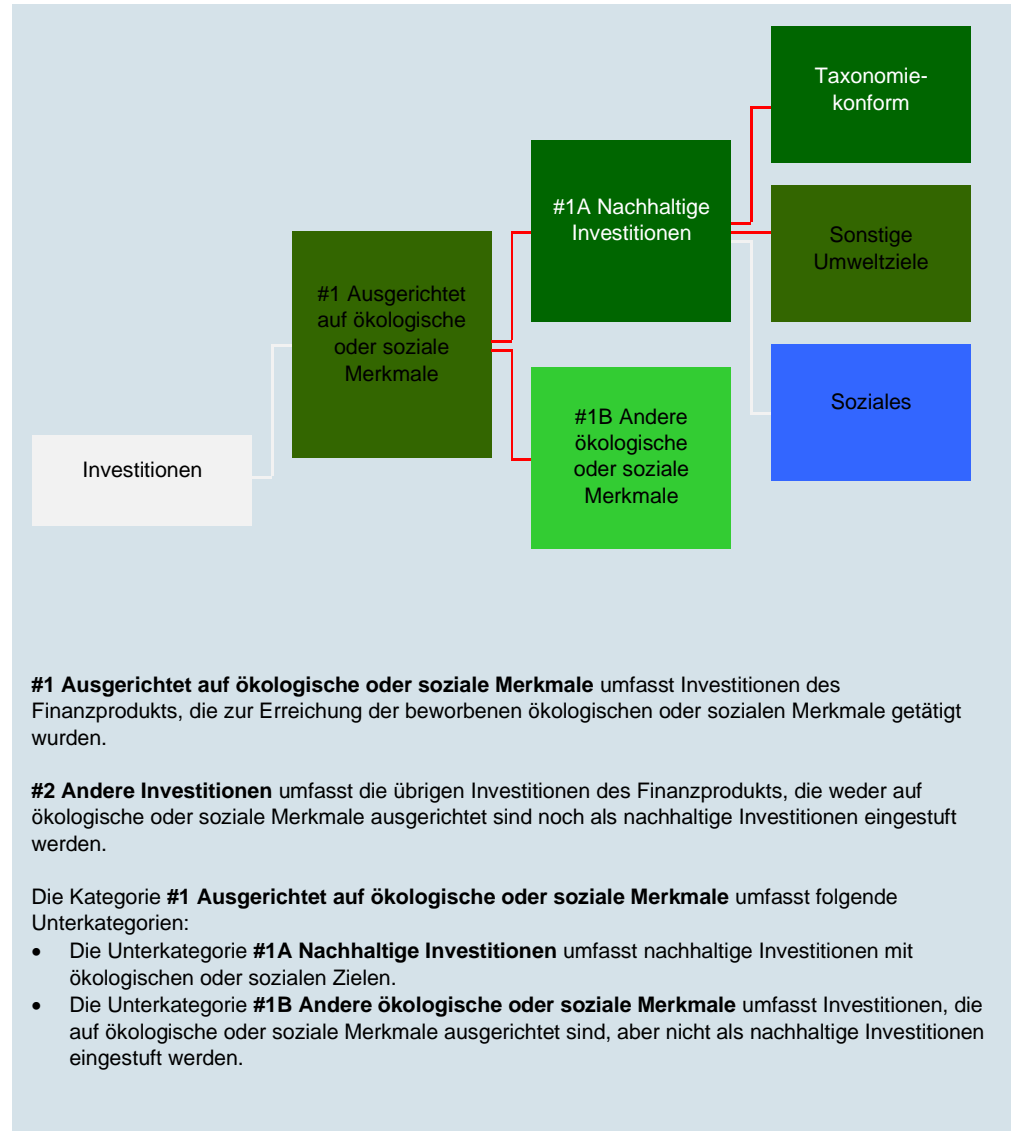 Taxonomie-
konform
#1A Nachhaltige
Investitionen
Sonstige
Umweltziele
#1 Ausgerichtet
auf ökologische
oder soziale
Merkmale
Soziales
#1B Andere
ökologische
oder soziale
Merkmale
Investitionen
#1 Ausgerichtet auf ökologische oder soziale Merkmale umfasst Investitionen des
Finanzprodukts, die zur Erreichung der beworbenen ökologischen oder sozialen Merkmale getätigt
wurden.
#2 Andere Investitionen umfasst die übrigen Investitionen des Finanzprodukts, die weder auf
ökologische oder soziale Merkmale ausgerichtet sind noch als nachhaltige Investitionen eingestuft
werden.
Die Kategorie #1 Ausgerichtet auf ökologische oder soziale Merkmale umfasst folgende
Unterkategorien:
• Die Unterkategorie #1A Nachhaltige Investitionen umfasst nachhaltige Investitionen mit
ökologischen oder sozialen Zielen.
• Die Unterkategorie #1B Andere ökologische oder soziale Merkmale umfasst Investitionen, die
auf ökologische oder soziale Merkmale ausgerichtet sind, aber nicht als nachhaltige Investitionen
eingestuft werden.